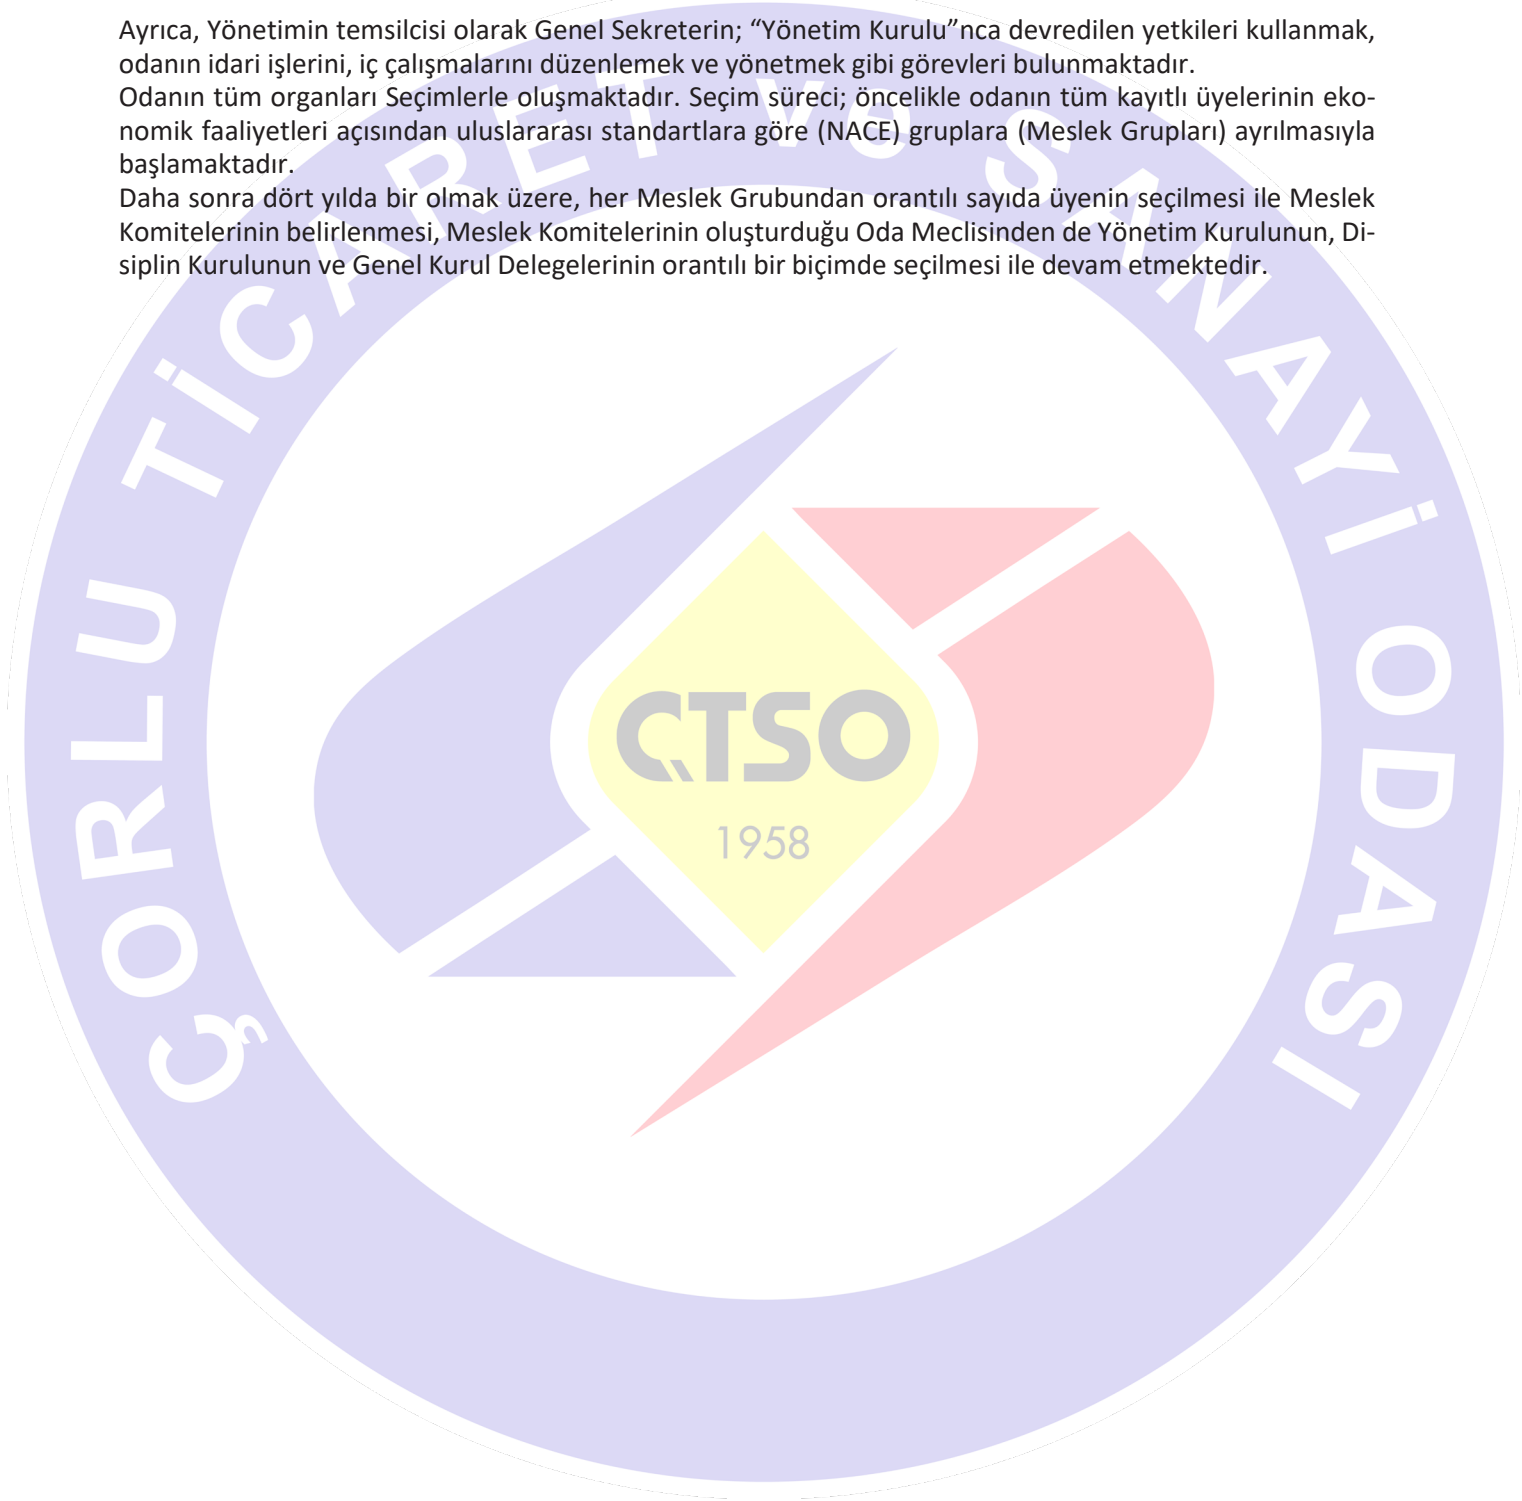 Ayrıca, Yönetimin temsilcisi olarak Genel Sekreterin; “Yönetim Kurulu”nca devredilen yetkileri kullanmak,
odanın idari işlerini, iç çalışmalarını düzenlemek ve yönetmek gibi görevleri bulunmaktadır.
Odanın tüm organları Seçimlerle oluşmaktadır. Seçim süreci; öncelikle odanın tüm kayıtlı üyelerinin eko-
nomik faaliyetleri açısından uluslararası standartlara göre (NACE) gruplara (Meslek Grupları) ayrılmasıyla
başlamaktadır.
Daha sonra dört yılda bir olmak üzere, her Meslek Grubundan orantılı sayıda üyenin seçilmesi ile Meslek
Komitelerinin belirlenmesi, Meslek Komitelerinin oluşturduğu Oda Meclisinden de Yönetim Kurulunun, Di-
siplin Kurulunun ve Genel Kurul Delegelerinin orantılı bir biçimde seçilmesi ile devam etmektedir.
ÇORLU TİCARET ve SANAYİ ODASI
ÇTSO
1958